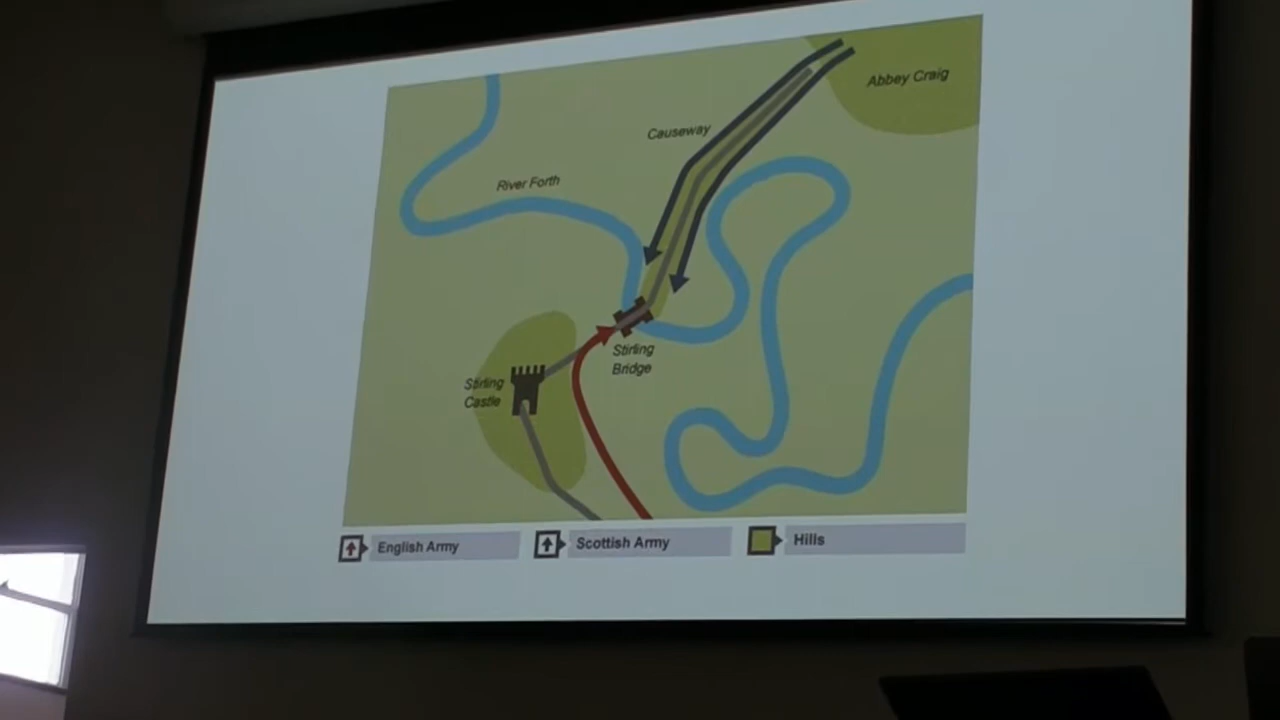 Abbey Craig
Causeway
River Forth
Stirling
Bridge
Stirling
Castle
English Army
Scottish Army
Hills